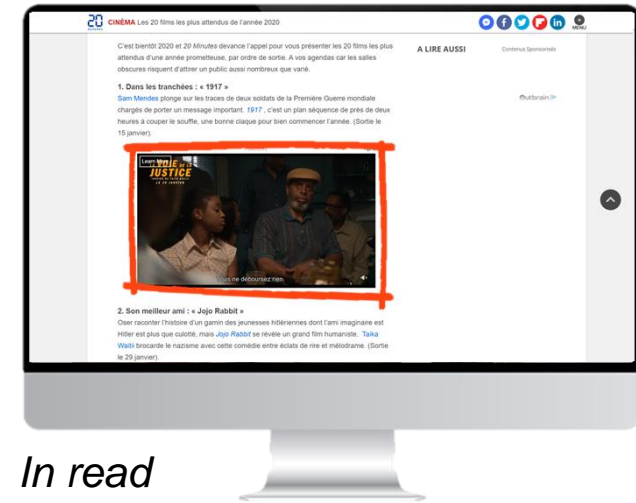 20
minutes
CINÉMA Les 20 films les plus attendus de l'année 2020
MENU
C'est bientôt 2020 et 20 Minutes devance l'appel pour vous présenter les 20 films les plus
attendus d'une année prometteuse, par ordre de sortie. A vos agendas car les salles
obscures risquent d'attirer un public aussi nombreux que varié.
A LIRE AUSSI
Contenus Sponsorisés
Outbrain
1. Dans les tranchées : « 1917 »
Sam Mendes plonge sur les traces de deux soldats de la Première Guerre mondiale
chargés de porter un message important. 1917 , c'est un plan séquence de près de deux
heures à couper le souffle, une bonne claque pour bien commencer l'année. (Sortie le
15 janvier).
Learn More
LA VOIE DE LA
JUSTICE
LE 29 JANVIER
ne déboursez rien.
2. Son meilleur ami : « Jojo Rabbit »
Oser raconter l'histoire d'un gamin des jeunesses hitlériennes dont l'ami imaginaire est
Hitler est plus que culotté, mais Jojo Rabbit se révèle un grand film humaniste. Taika
Waiti brocarde le nazisme avec cette comédie entre éclats de rire et mélodrame. (Sortie
le 29 janvier).
In read